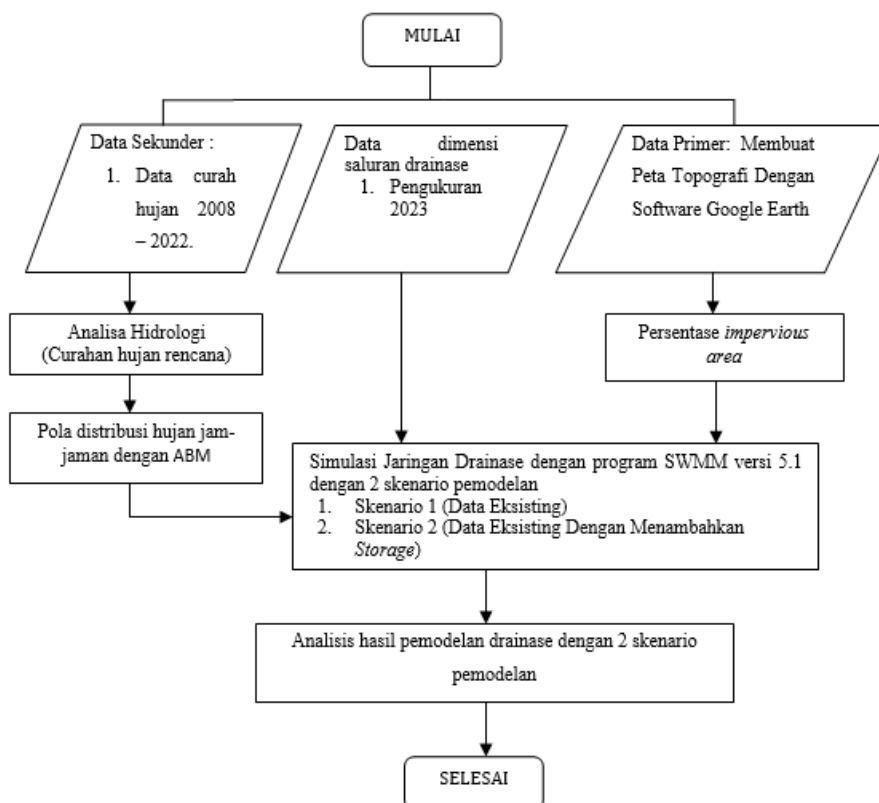 MULAI
Data Sekunder :
1. Data curah
hujan 2008
– 2022.
Data dimensi
saluran drainase
1. Pengukuran
2023
Data Primer: Membuat
Peta Topografi Dengan
Software Google Earth
Analisa Hidrologi
(Curahan hujan rencana)
Persentase impervious
area
Pola distribusi hujan jam-
jaman dengan ABM
Simulasi Jaringan Drainase dengan program SWMM versi 5.1
dengan 2 skenario pemodelan
1. Skenario 1 (Data Eksisting)
2. Skenario 2 (Data Eksisting Dengan Menambahkan
Storage)
Analisis hasil pemodelan drainase dengan 2 skenario
pemodelan
SELESAI